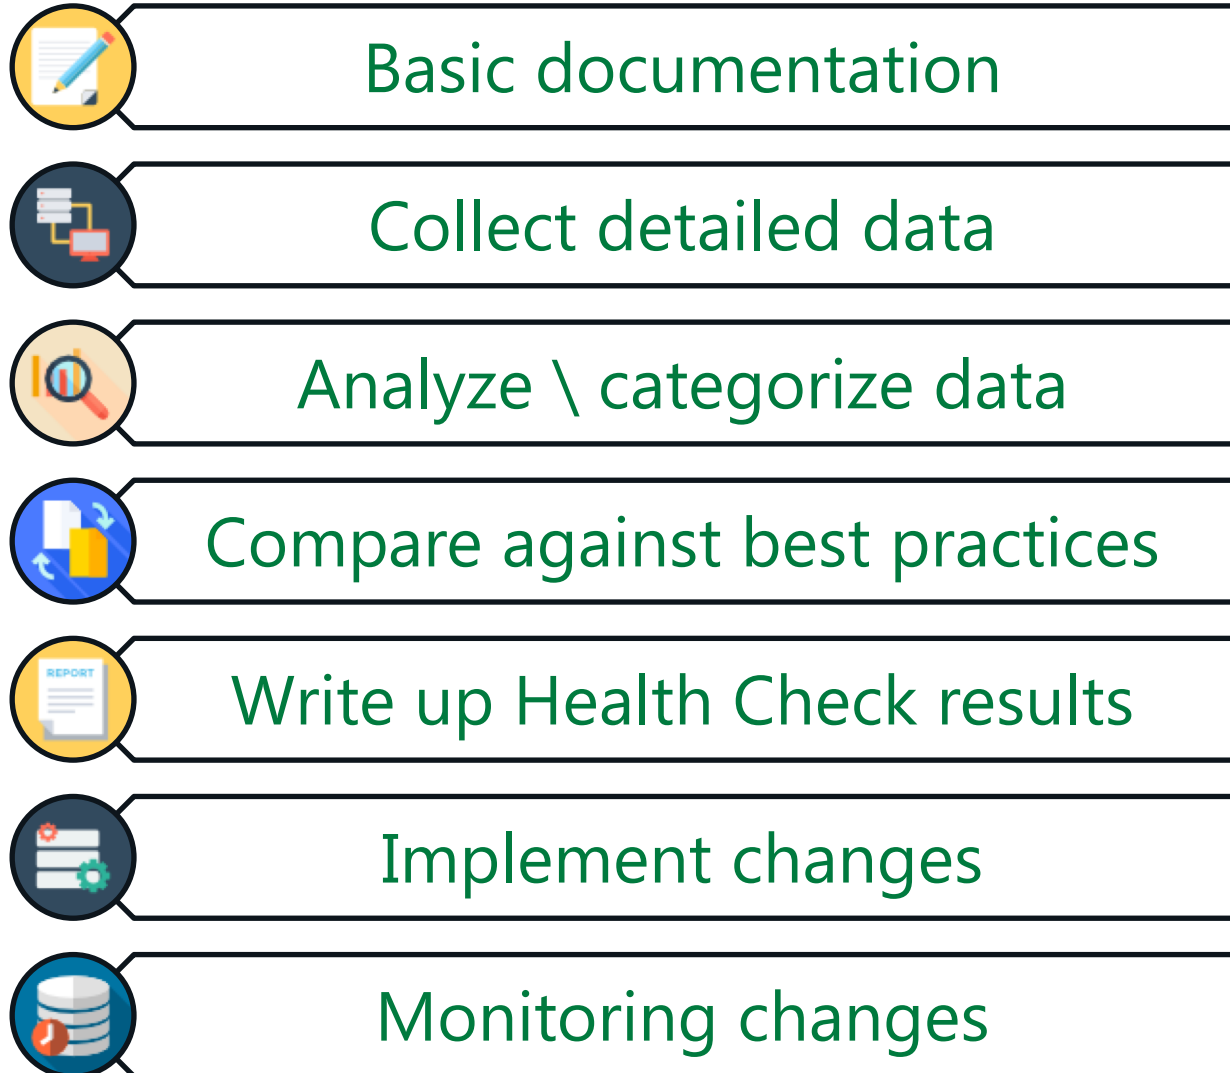 Basic documentation
Collect detailed data
Analyze \ categorize data
Compare against best practices
REPORT
Write up Health Check results
Implement changes
Monitoring changes